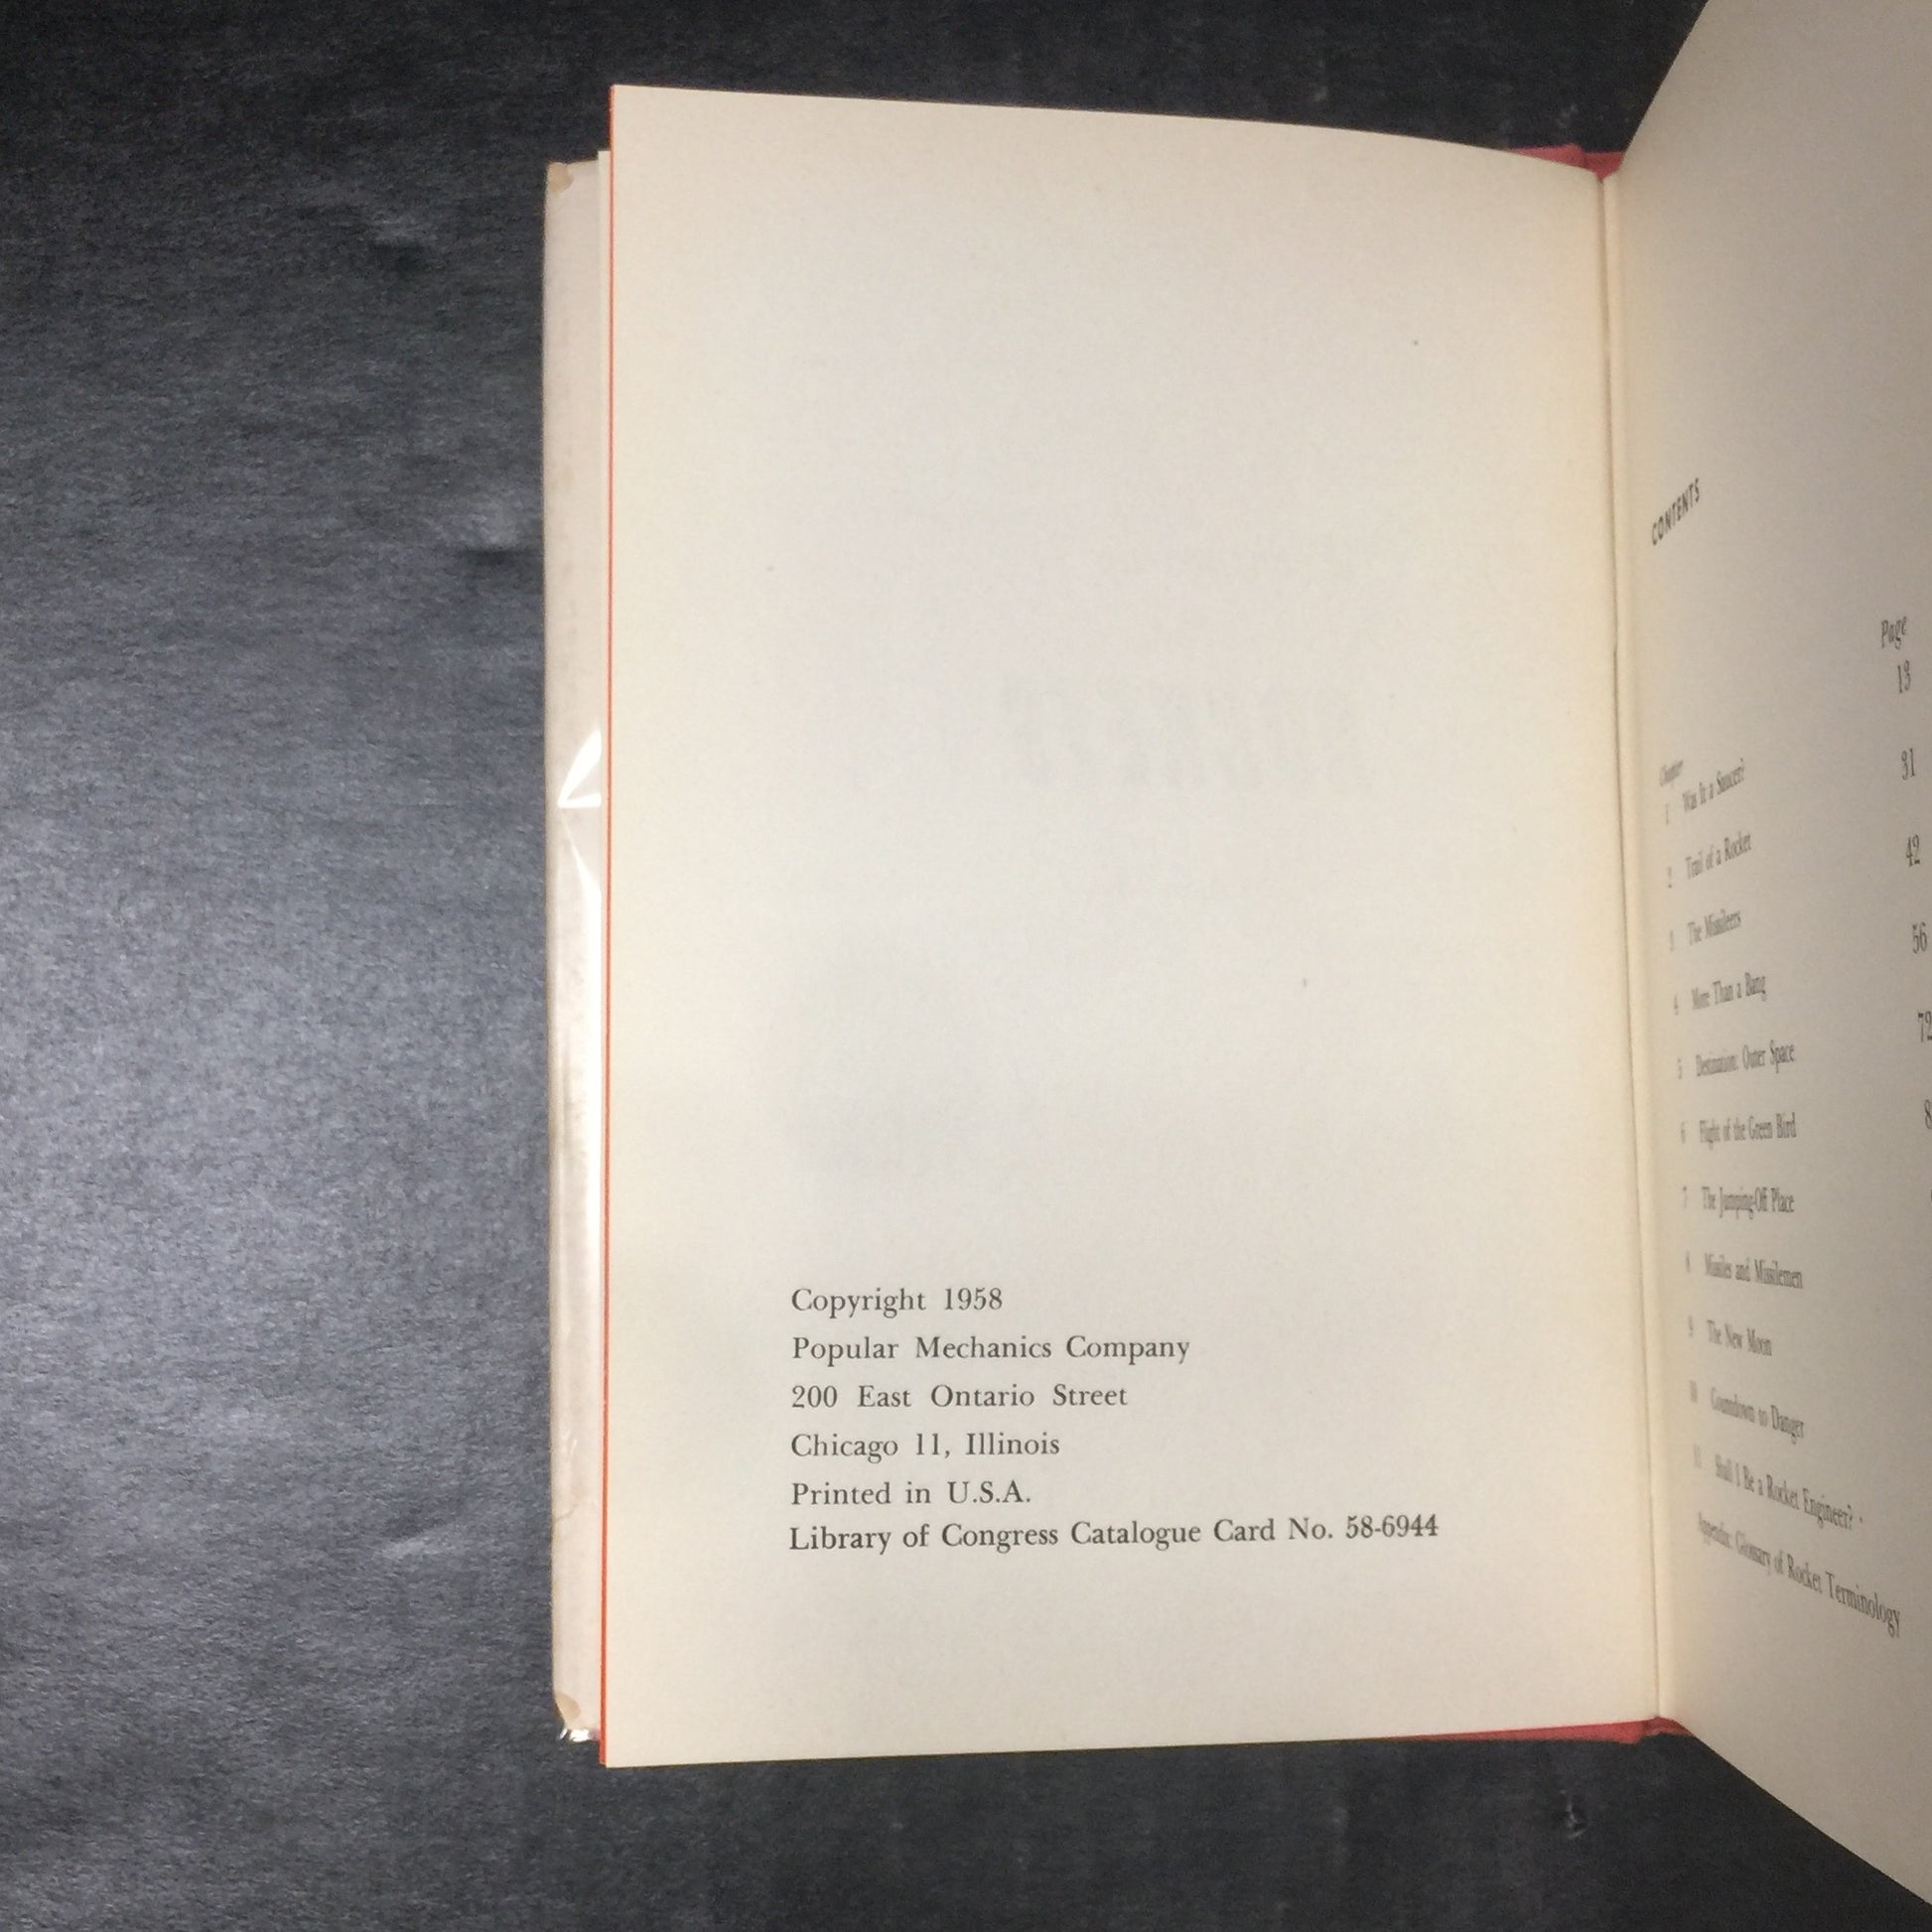 Copyright 1958
Popular Mechanics Company
200 East Ontario Street
Chicago 11, Illinois
Printed in U.S.A.
Library of Congress Catalogue Card No. 58-6944
CONTENTS
Page
Chapter
1 Was It a Saucer? 13
2 Trail of a Rocket 31
3 The Missileers 42
4 More Than a Bang 56
5 Destination: Outer Space 72
6 Flight of the Green Bird 8
7 The Jumping-Off Place
8 Missiles and Missilemen
9 The New Moon
10 Countdown to Danger
11 Shall I Be a Rocket Engineer?
Appendix: Glossary of Rocket Terminology